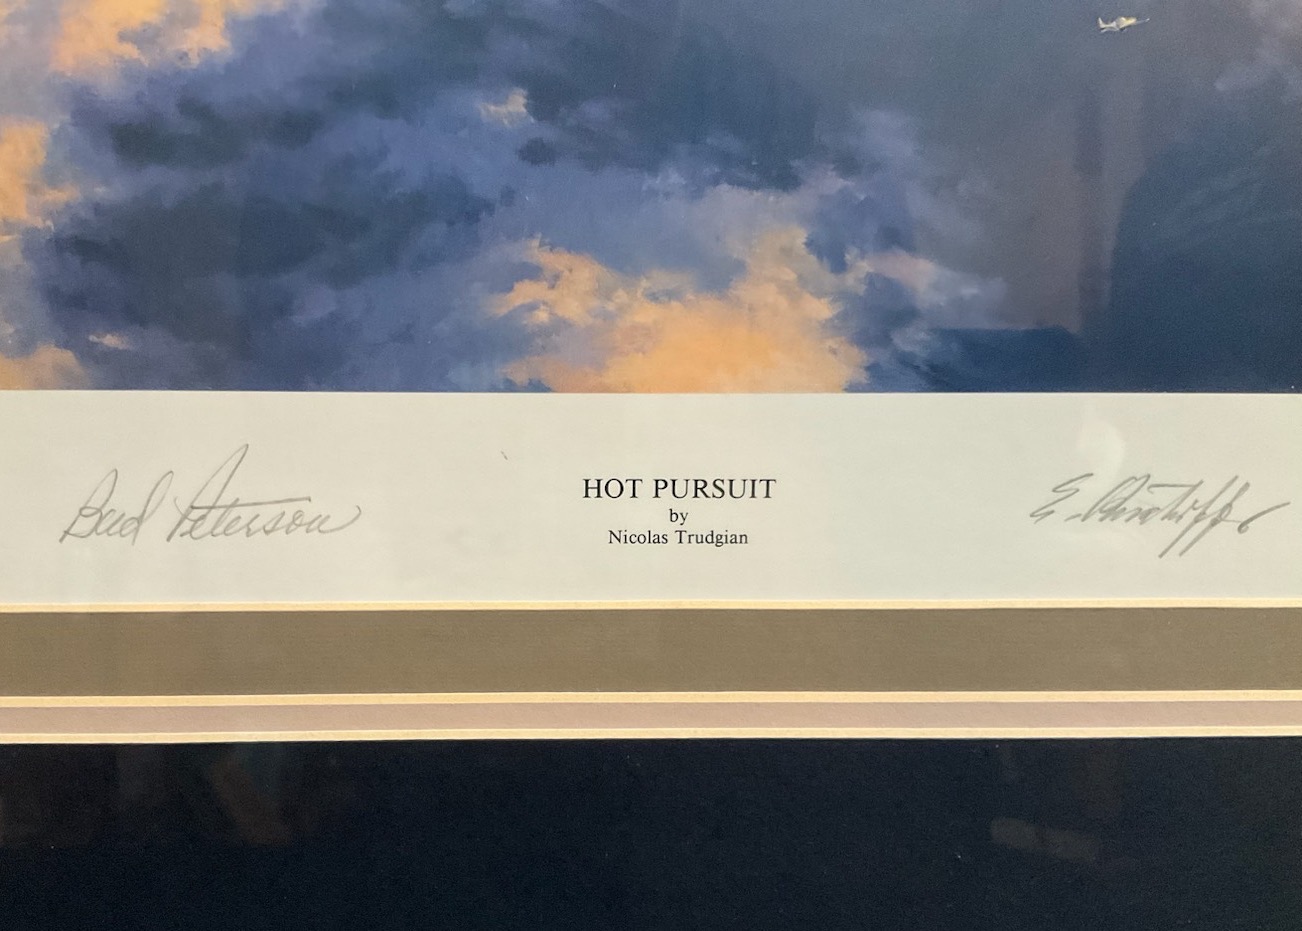 Bud Peterson
HOT PURSUIT
by
Nicolas Trudgian
E.